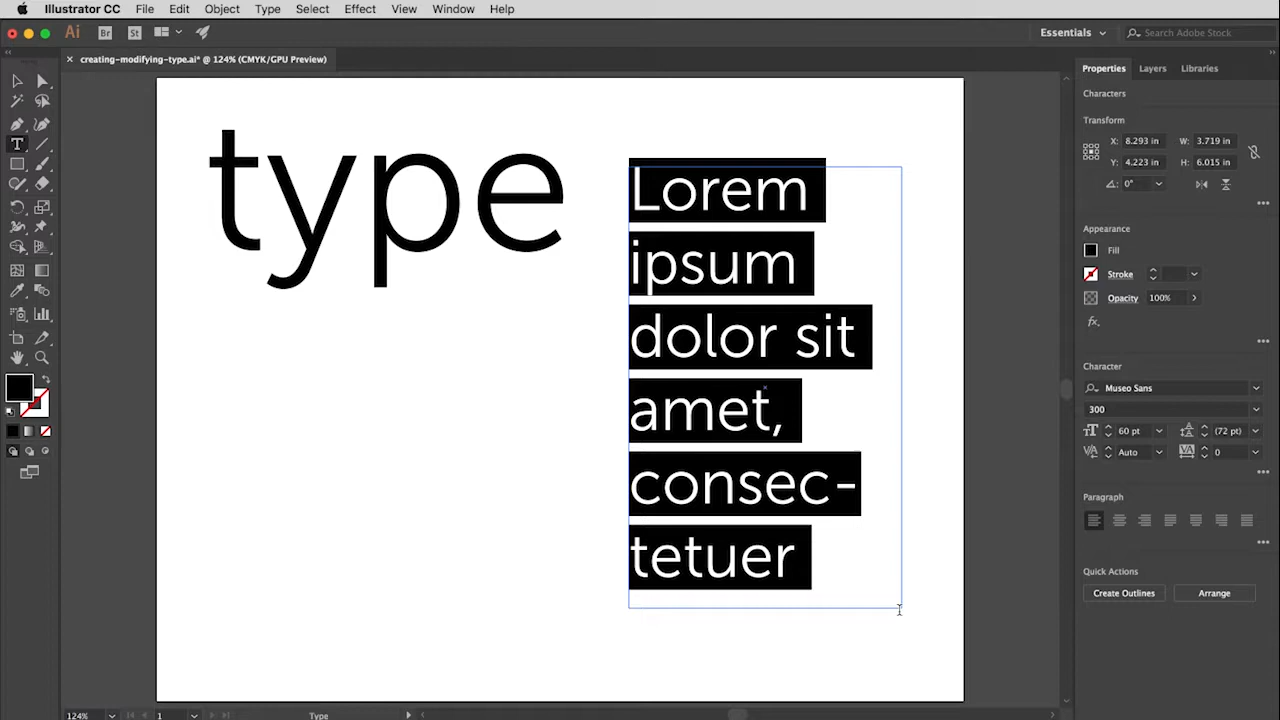 Illustrator CC File Edit Object Type Select Effect View Window Help
Ai Br St Essentials Search Adobe Stock
creating-modifying-type.ai* @ 124% (CMYK/GPU Preview)
type
Lorem
ipsum
dolor sit
amet,
consec-
tetuer
Properties Layers Libraries
Characters
Transform
X: 8.293 in W: 3.719 in
Y: 4.223 in H: 6.015 in
0°
Appearance
Fill
Stroke
Opacity 100%
fx.
Character
Museo Sans
300
60 pt (72 pt)
Auto 0
Paragraph
Quick Actions
Create Outlines Arrange
124% 1 Type